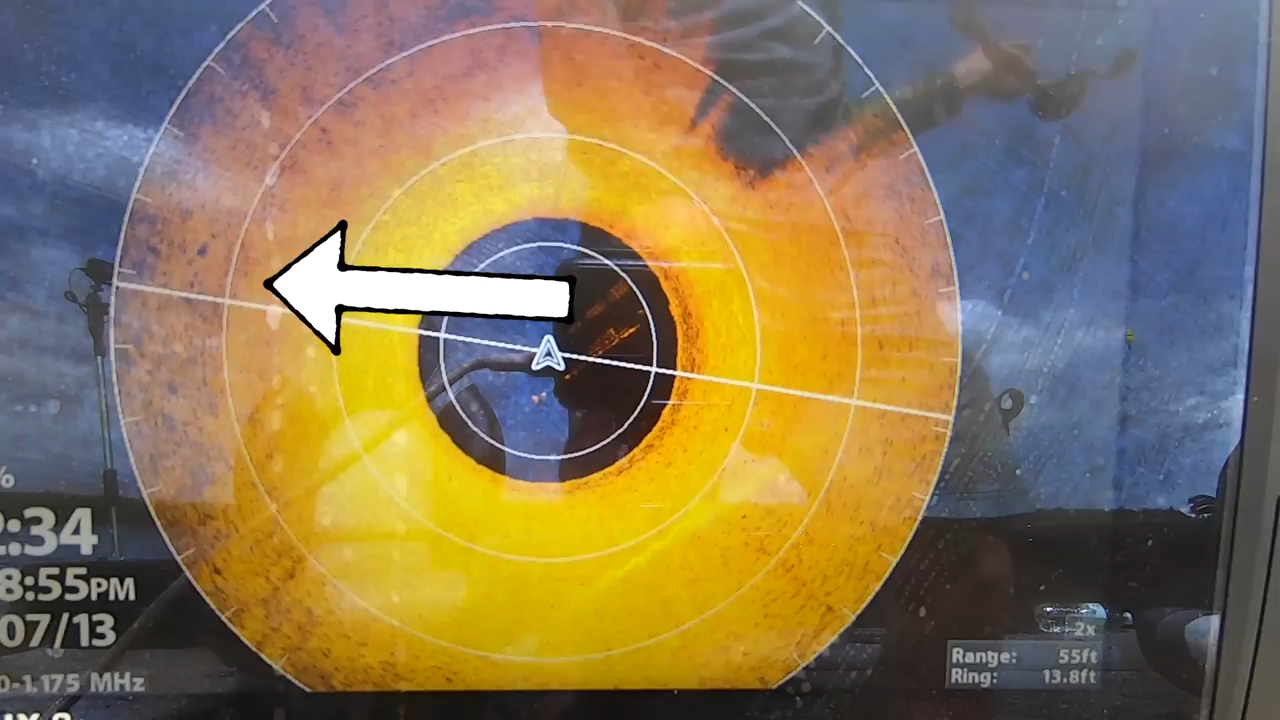 %
2:34
8:55PM
07/13
0-1.175 MHz
2x
Range: 55ft
Ring: 13.8ft